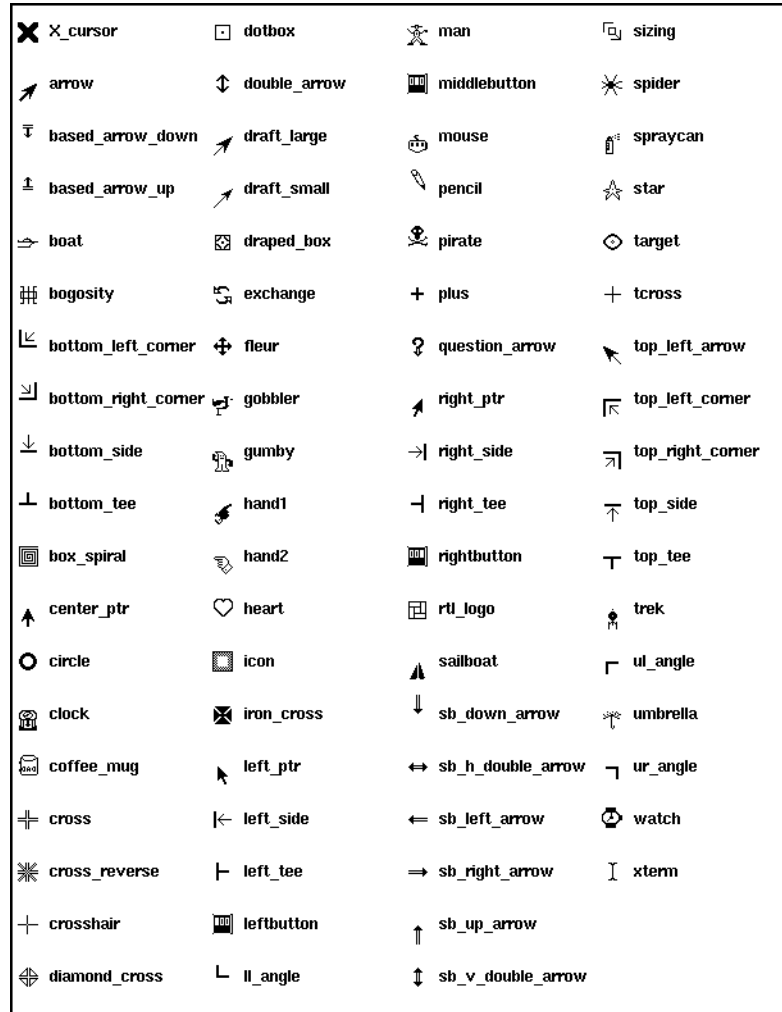 X_cursor
arrow
based_arrow_down
based_arrow_up
boat
bogosity
bottom_left_corner
bottom_right_corner
bottom_side
bottom_tee
box_spiral
center_ptr
circle
clock
coffee_mug
cross
cross_reverse
crosshair
diamond_cross
dotbox
double_arrow
draft_large
draft_small
draped_box
exchange
fleur
gobbler
gumby
hand1
hand2
heart
icon
iron_cross
left_ptr
left_side
left_tee
leftbutton
ll_angle
man
middlebutton
mouse
pencil
pirate
plus
question_arrow
right_ptr
right_side
right_tee
rightbutton
rtl_logo
sailboat
sb_down_arrow
sb_h_double_arrow
sb_left_arrow
sb_right_arrow
sb_up_arrow
sb_v_double_arrow
sizing
spider
spraycan
star
target
tcross
top_left_arrow
top_left_corner
top_right_corner
top_side
top_tee
trek
ul_angle
umbrella
ur_angle
watch
xterm